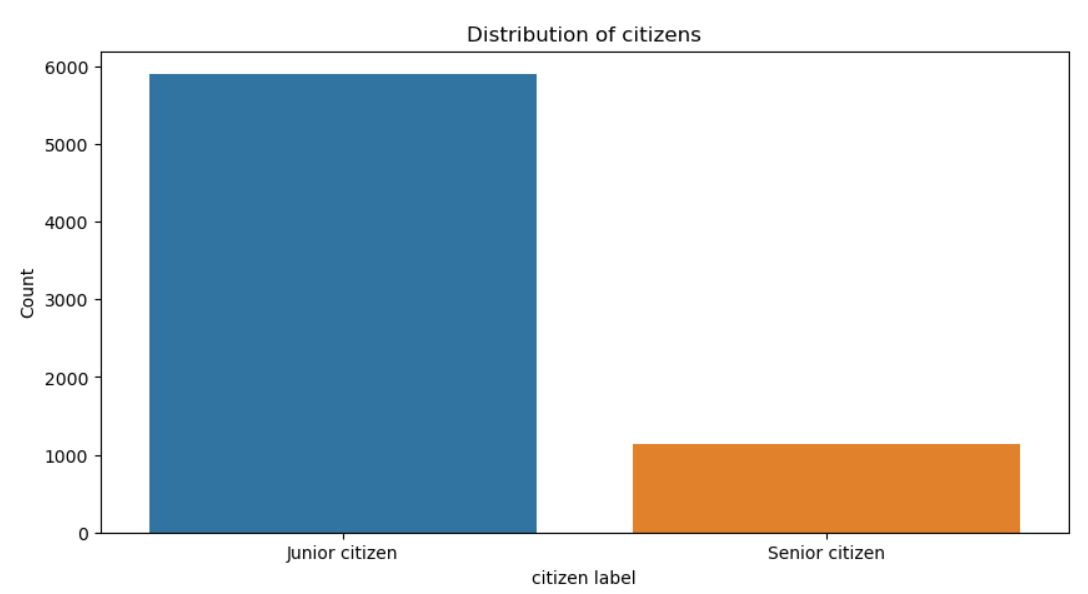 Distribution of citizens
6000
5000
4000
3000
2000
1000
0
Count
Junior citizen
Senior citizen
citizen label